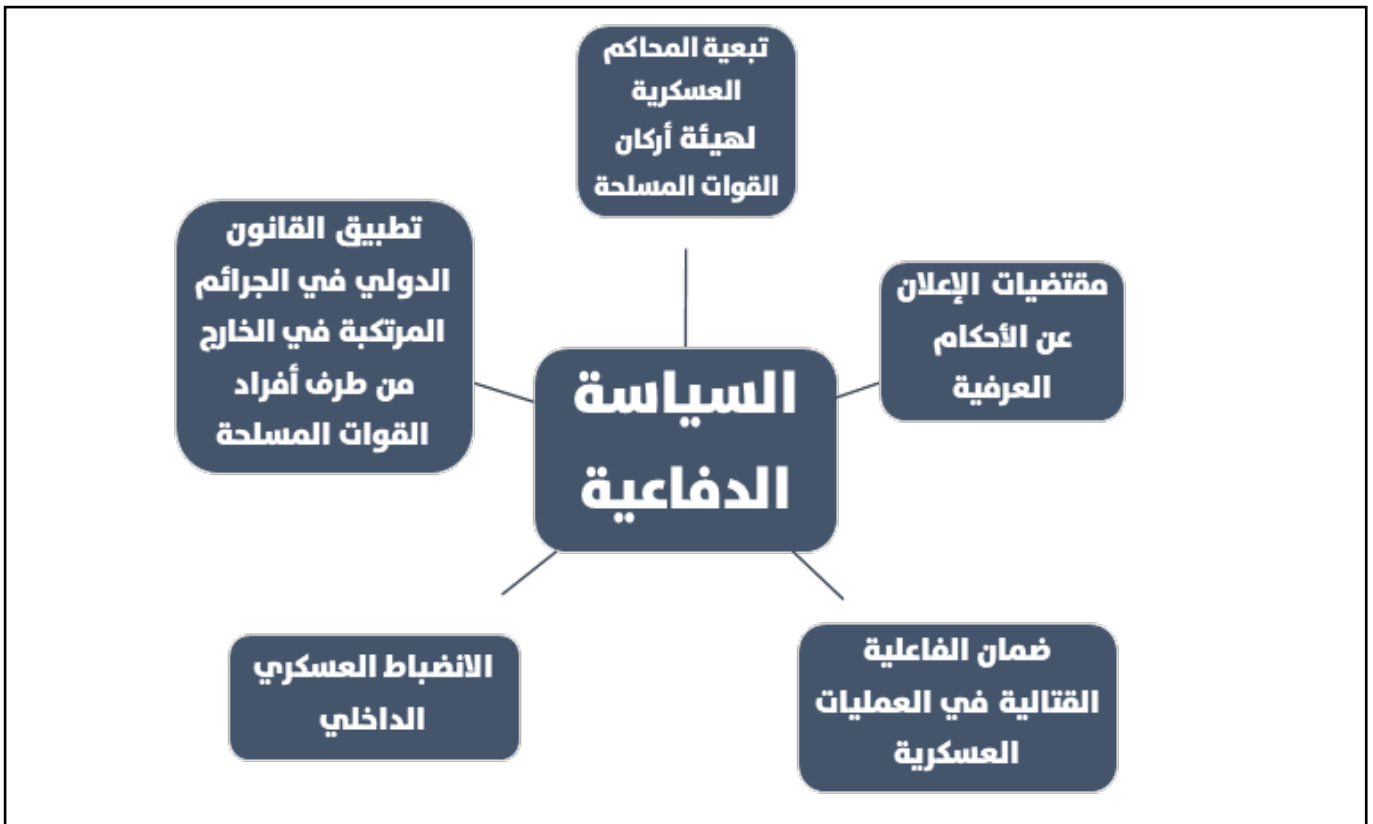 تبعية المحاكم
العسكرية
لهيئة أركان
القوات المسلحة
مقتضيات الإعلان
عن الأحكام
العرفية
تطبيق القانون
الدولي في الجرائم
المرتكبة في الخارج
من طرف أفراد
القوات المسلحة
السياسة
الدفاعية
ضمان الفاعلية
القتالية في العمليات
العسكرية
الانضباط العسكري
الداخلي